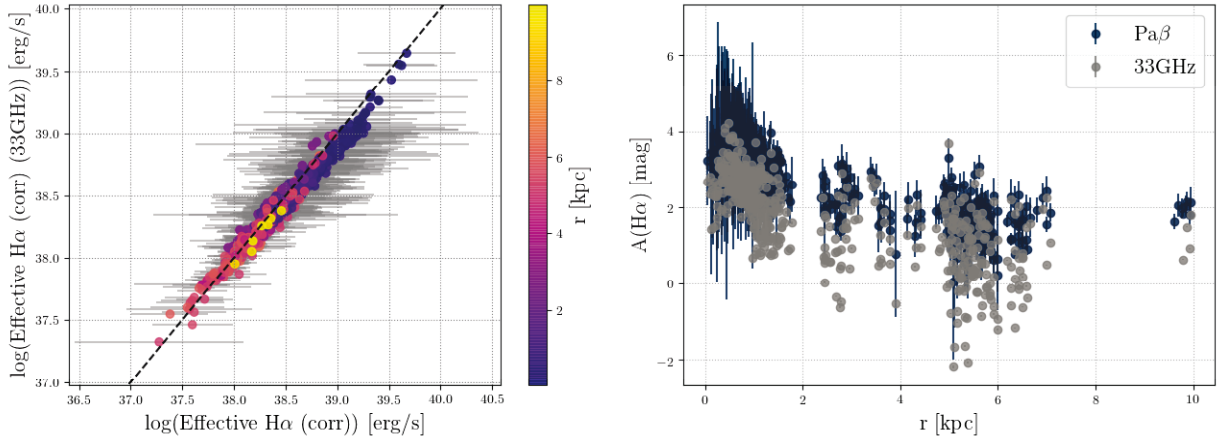 40.0
39.5
39.0
38.5
38.0
37.5
37.0
log(Effective Hα (corr) (33GHz)) [erg/s]
36.5 37.0 37.5 38.0 38.5 39.0 39.5 40.0 40.5
log(Effective Hα (corr)) [erg/s]
8
6
4
2
r [kpc]
6
4
2
0
−2
A(Hα) [mag]
Paβ
33GHz
0 2 4 6 8 10
r [kpc]